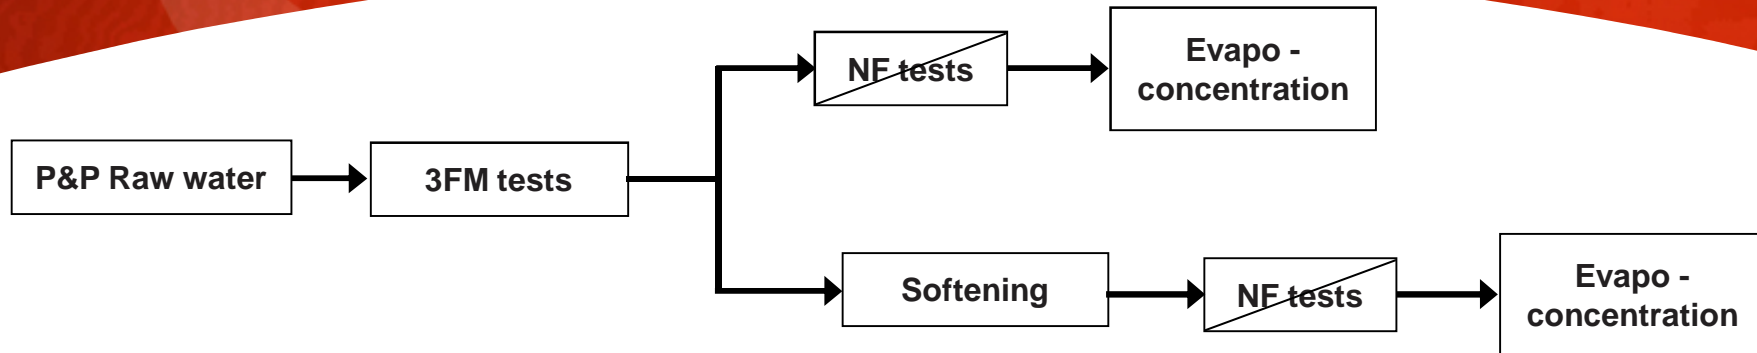 P&P Raw water
3FM tests
NF tests
Evapo -
concentration
Softening
NF tests
Evapo -
concentration